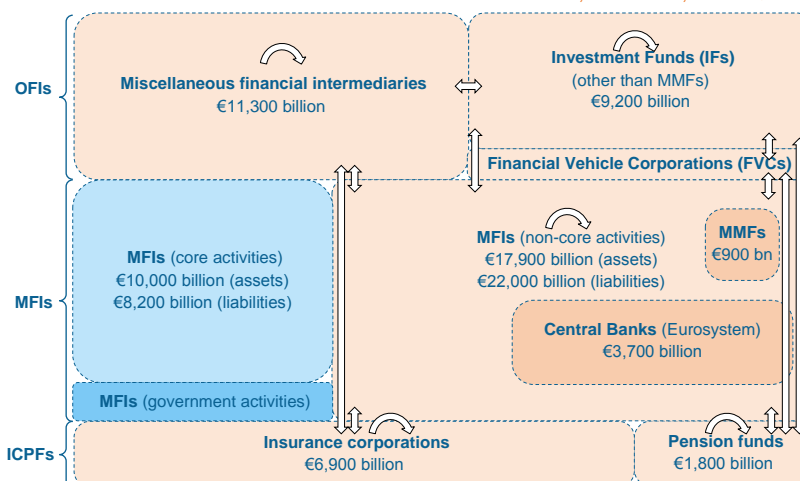 OFIs
Miscellaneous financial intermediaries
€11,300 billion
Investment Funds (IFs)
(other than MMFs)
€9,200 billion
Financial Vehicle Corporations (FVCs)
MFIs
MFIs (core activities)
€10,000 billion (assets)
€8,200 billion (liabilities)
MFIs (non-core activities)
€17,900 billion (assets)
€22,000 billion (liabilities)
MMFs
€900 bn
Central Banks (Eurosystem)
€3,700 billion
MFIs (government activities)
ICPFs
Insurance corporations
€6,900 billion
Pension funds
€1,800 billion